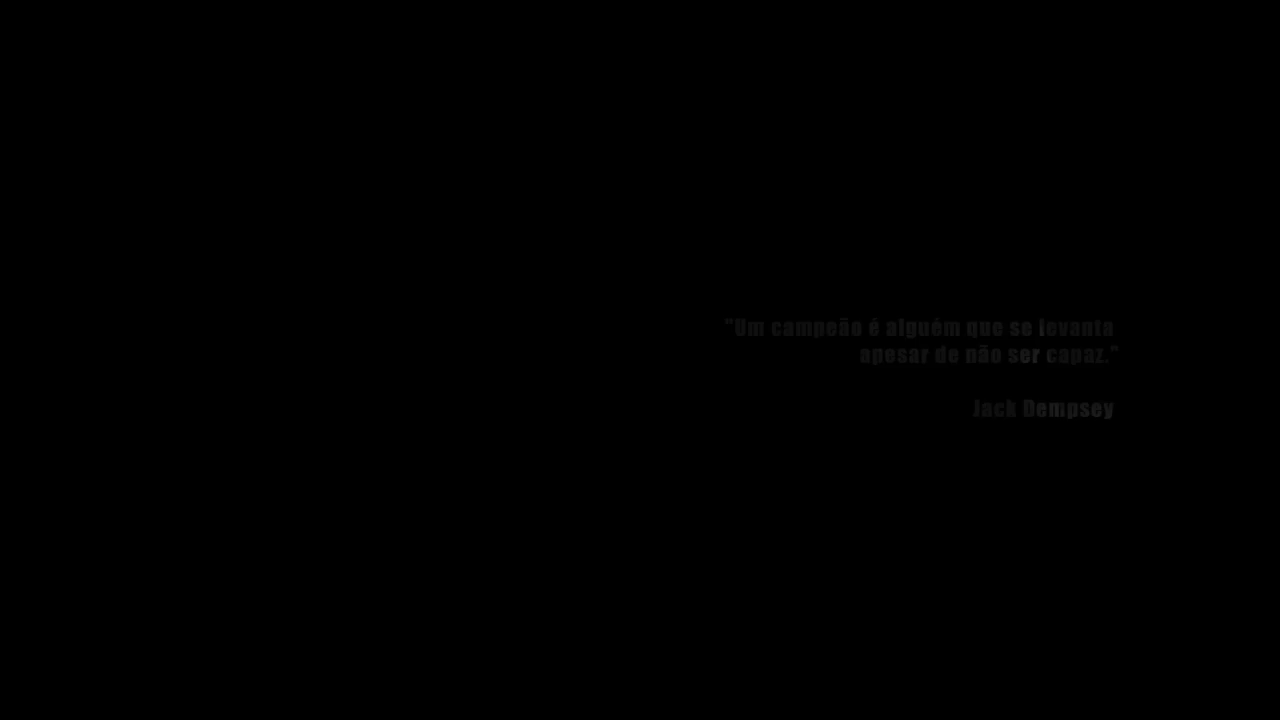 "Um campeão é alguém que se levanta
apesar de não ser capaz."
Jack Dempsey